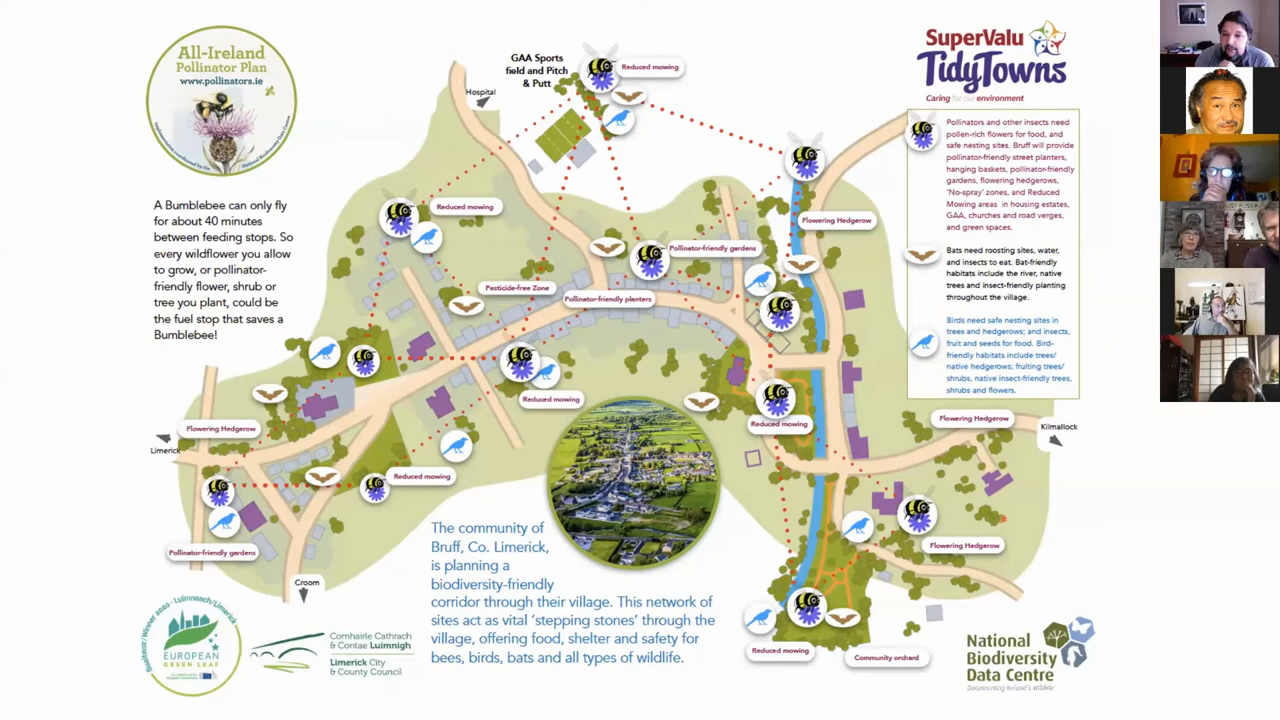 All-Ireland
Pollinator Plan
www.pollinators.ie
A Bumblebee can only fly
for about 40 minutes
between feeding stops. So
every wildflower you allow
to grow, or pollinator-
friendly flower, shrub or
tree you plant, could be
the fuel stop that saves a
Bumblebee!
GAA Sports
field and Pitch
& Putt
Reduced mowing
Hospital
Reduced mowing
Flowering Hedgerow
Pollinator-friendly gardens
Pesticide-free Zone
Pollinator-friendly planters
Reduced mowing
Reduced mowing
Flowering Hedgerow
Flowering Hedgerow
Kilmallock
Limerick
Reduced mowing
Flowering Hedgerow
Pollinator-friendly gardens
Croom
Reduced mowing
Community orchard
SuperValu
TidyTowns
Caring for our environment
Pollinators and other insects need
pollen-rich flowers for food, and
safe nesting sites. Bruff will provide
pollinator-friendly street planters,
hanging baskets, pollinator-friendly
gardens, flowering hedgerows,
'No-spray' zones, and Reduced
Mowing areas in housing estates,
GAA, churches and road verges,
and green spaces.
Bats need roosting sites, water,
and insects to eat. Bat-friendly
habitats include the river, native
trees and insect-friendly planting
throughout the village.
Birds need safe nesting sites in
trees and hedgerows; and insects,
fruit and seeds for food. Bird-
friendly habitats include trees/
native hedgerows; fruiting trees/
shrubs, native insect-friendly trees,
shrubs and flowers.
The community of
Bruff, Co. Limerick,
is planning a
biodiversity-friendly
corridor through their village. This network of
sites act as vital 'stepping stones' through the
village, offering food, shelter and safety for
bees, birds, bats and all types of wildlife.
EUROPEAN
GREEN LEAF
Comhairle Cathrach
& Contae Luimnigh
Limerick City
& County Council
National
Biodiversity
Data Centre
Documenting Ireland's Wildlife